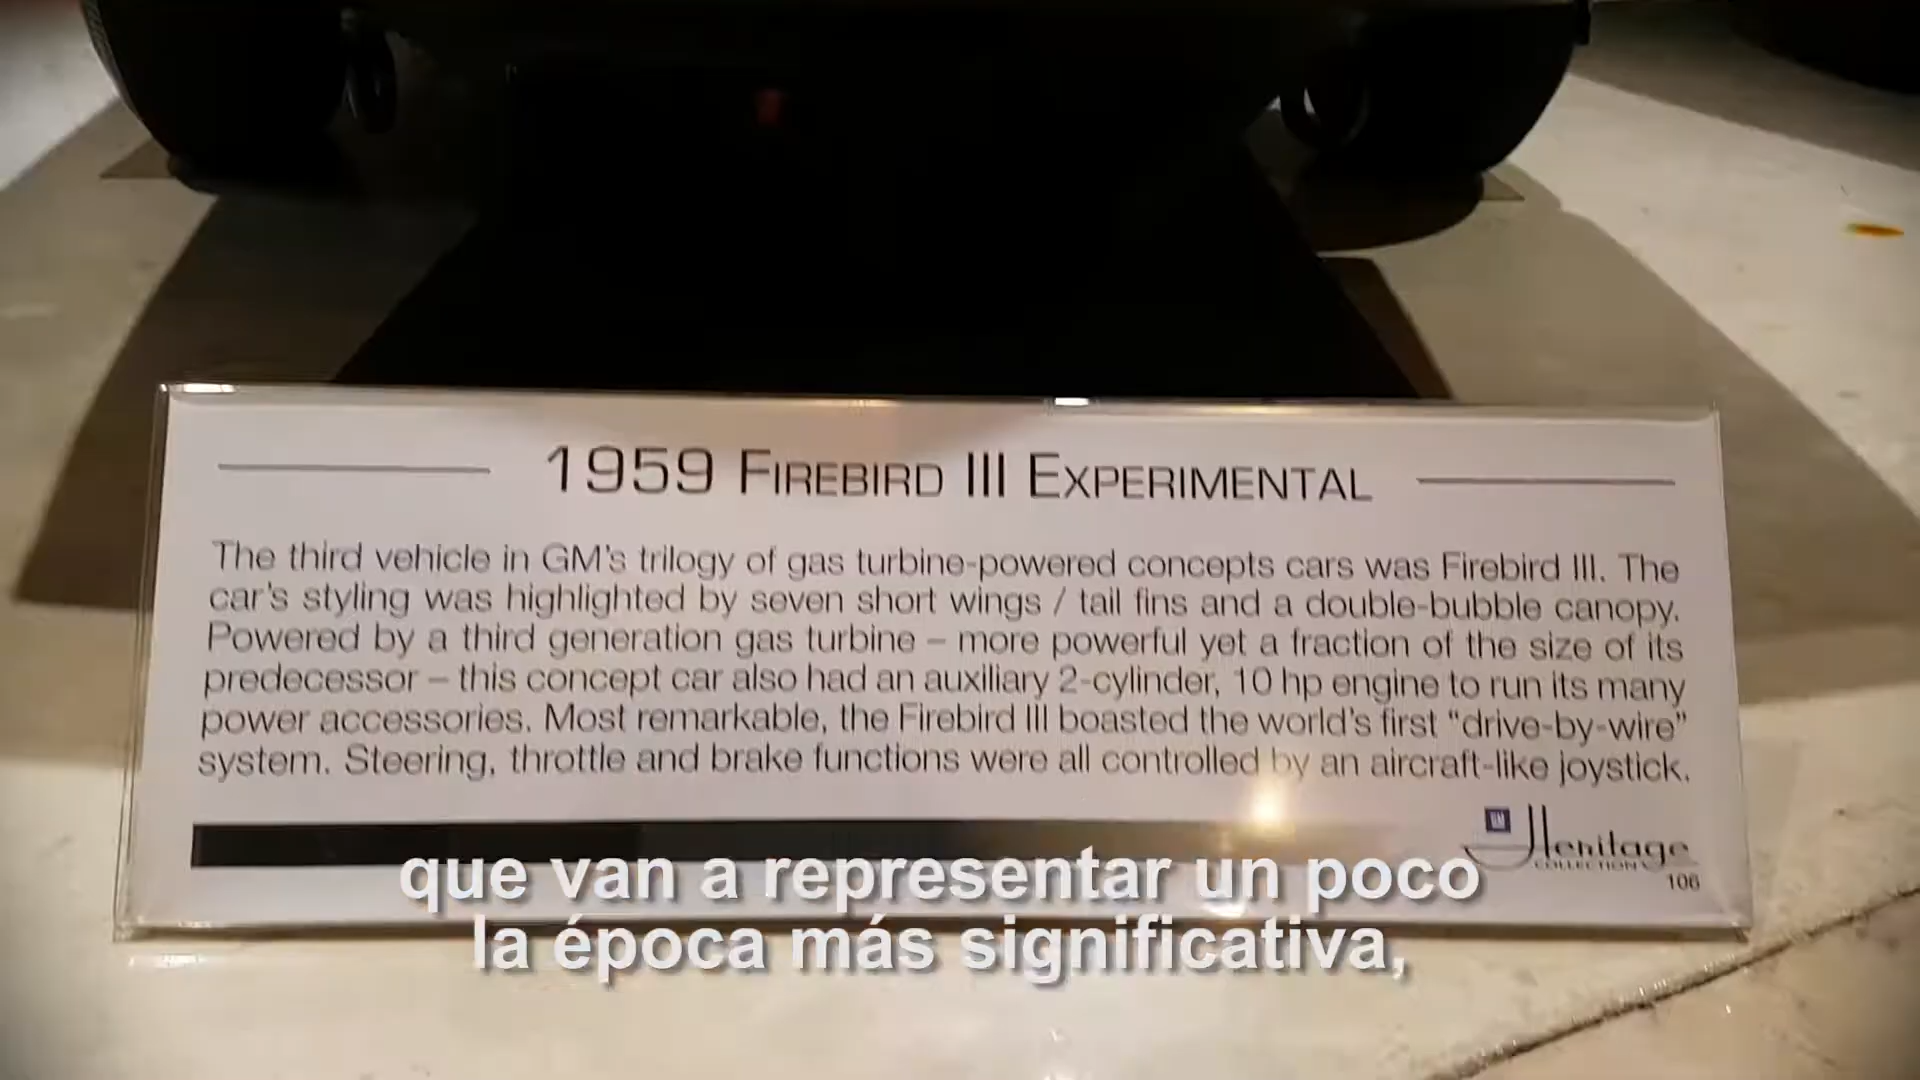 1959 FIREBIRD III EXPERIMENTAL
The third vehicle in GM's trilogy of gas turbine-powered concepts cars was Firebird III. The
car's styling was highlighted by seven short wings / tail fins and a double-bubble canopy.
Powered by a third generation gas turbine – more powerful yet a fraction of the size of its
predecessor – this concept car also had an auxiliary 2-cylinder, 10 hp engine to run its many
power accessories. Most remarkable, the Firebird III boasted the world's first "drive-by-wire"
system. Steering, throttle and brake functions were all controlled by an aircraft-like joystick.
GM Heritage
COLLECTION
106
que van a representar un poco
la época más significativa,